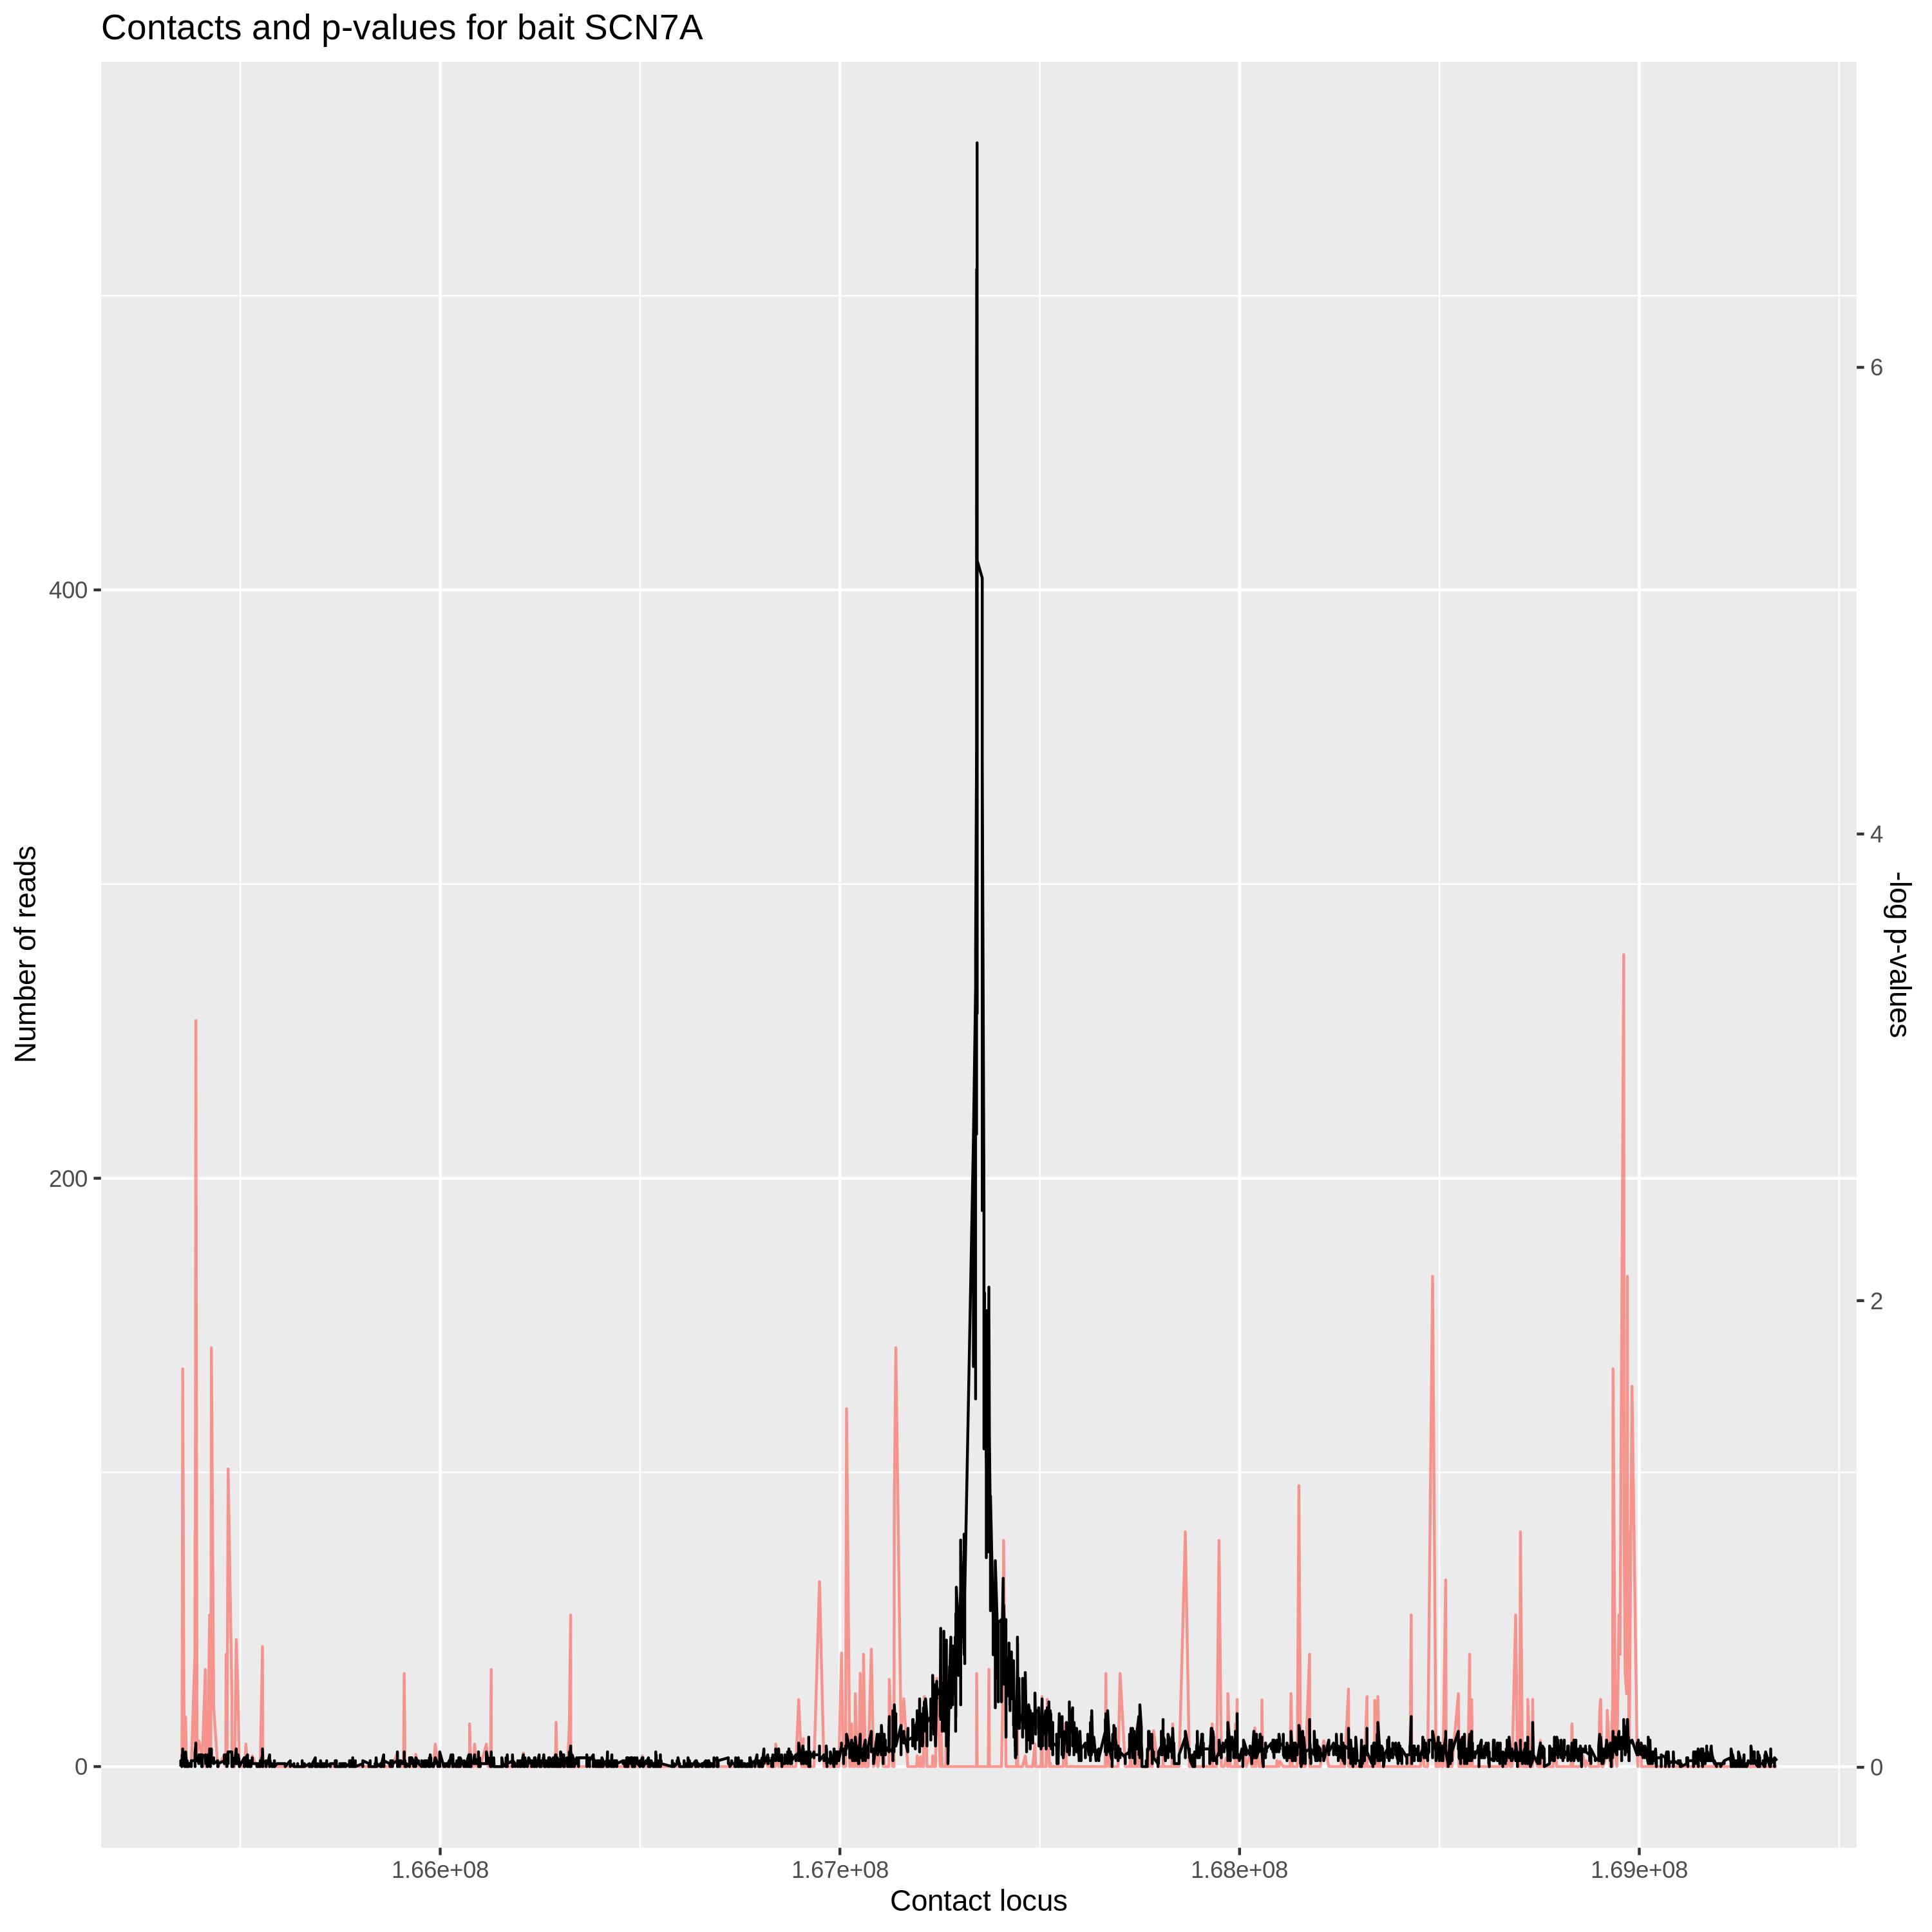 Contacts and p-values for bait SCN7A
Number of reads
400
200
0
6
4
2
0
-log p-values
1.66e+08
1.67e+08
1.68e+08
1.69e+08
Contact locus